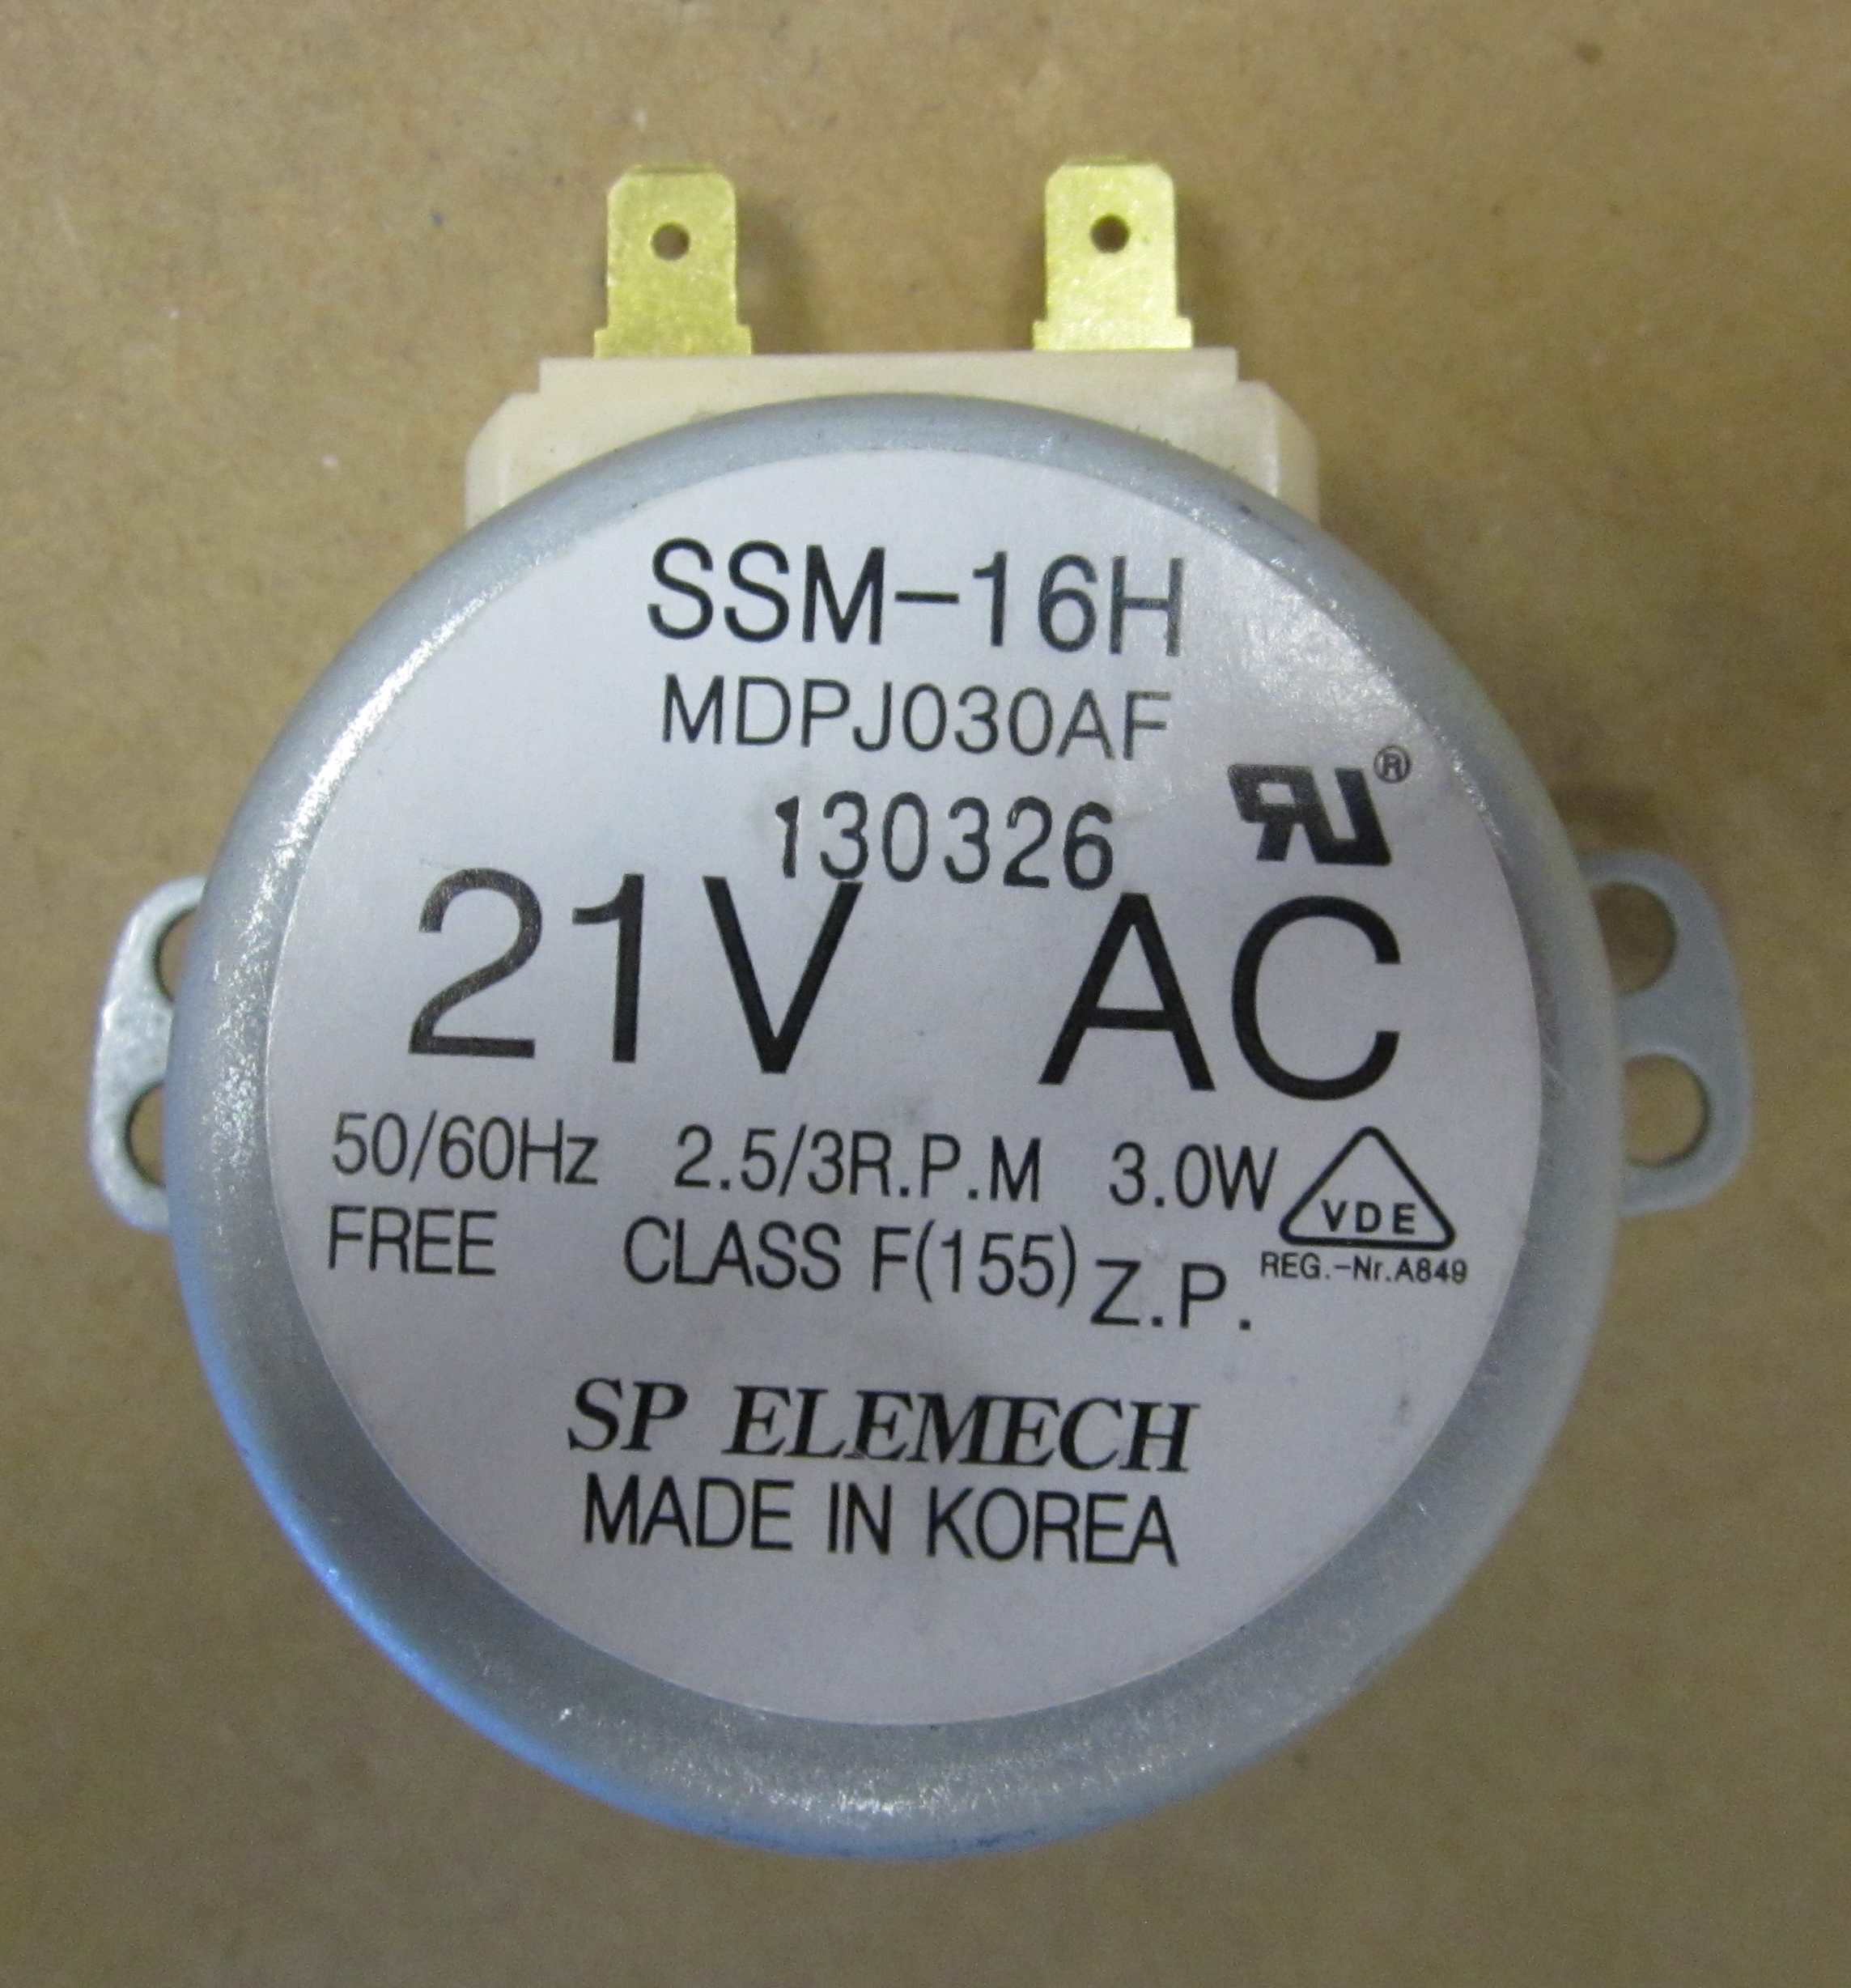 SSM-16H
MDPJ030AF
130326
RU®
21V AC
50/60Hz 2.5/3R.P.M 3.0W
VDE
FREE CLASS F(155) Z.P.
REG.-Nr.A849
SP ELEMECH
MADE IN KOREA